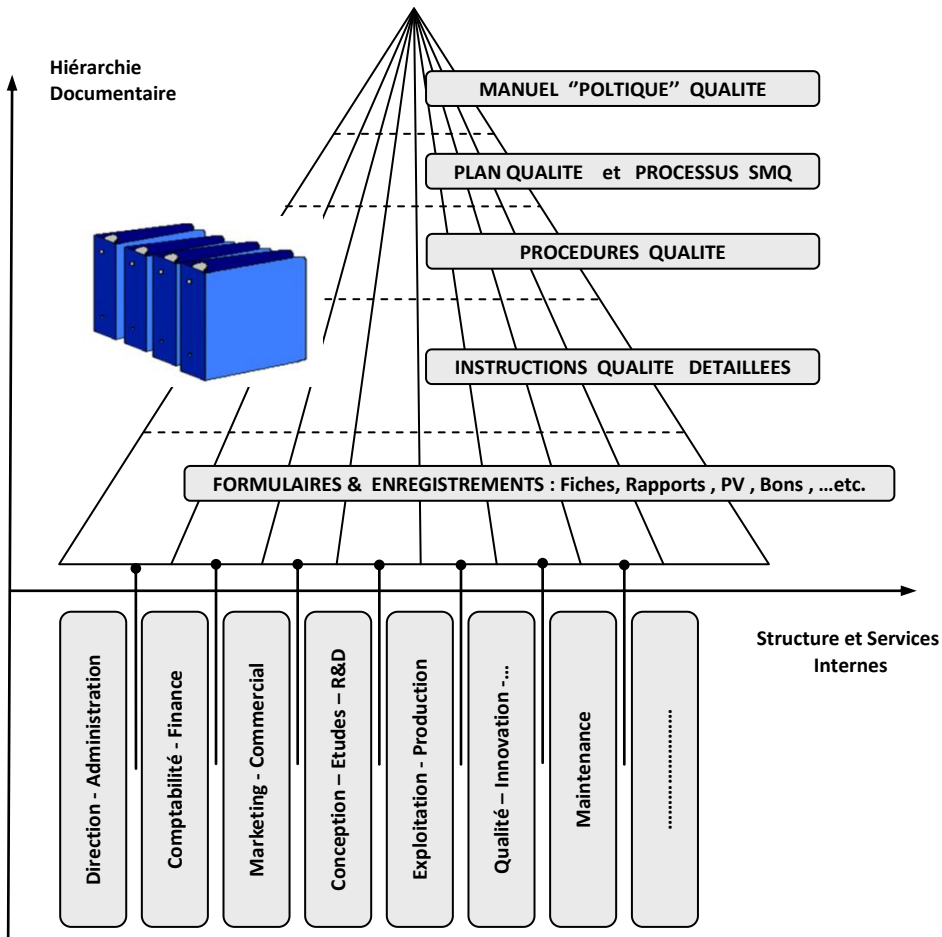 Hiérarchie
Documentaire
MANUEL “POLTIQUE” QUALITE
PLAN QUALITE et PROCESSUS SMQ
PROCEDURES QUALITE
INSTRUCTIONS QUALITE DETAILLEES
FORMULAIRES & ENREGISTREMENTS : Fiches, Rapports , PV , Bons , …etc.
Structure et Services
Internes
Direction - Administration
Comptabilité - Finance
Marketing - Commercial
Conception – Etudes – R&D
Exploitation - Production
Qualité – Innovation -…
Maintenance
........................